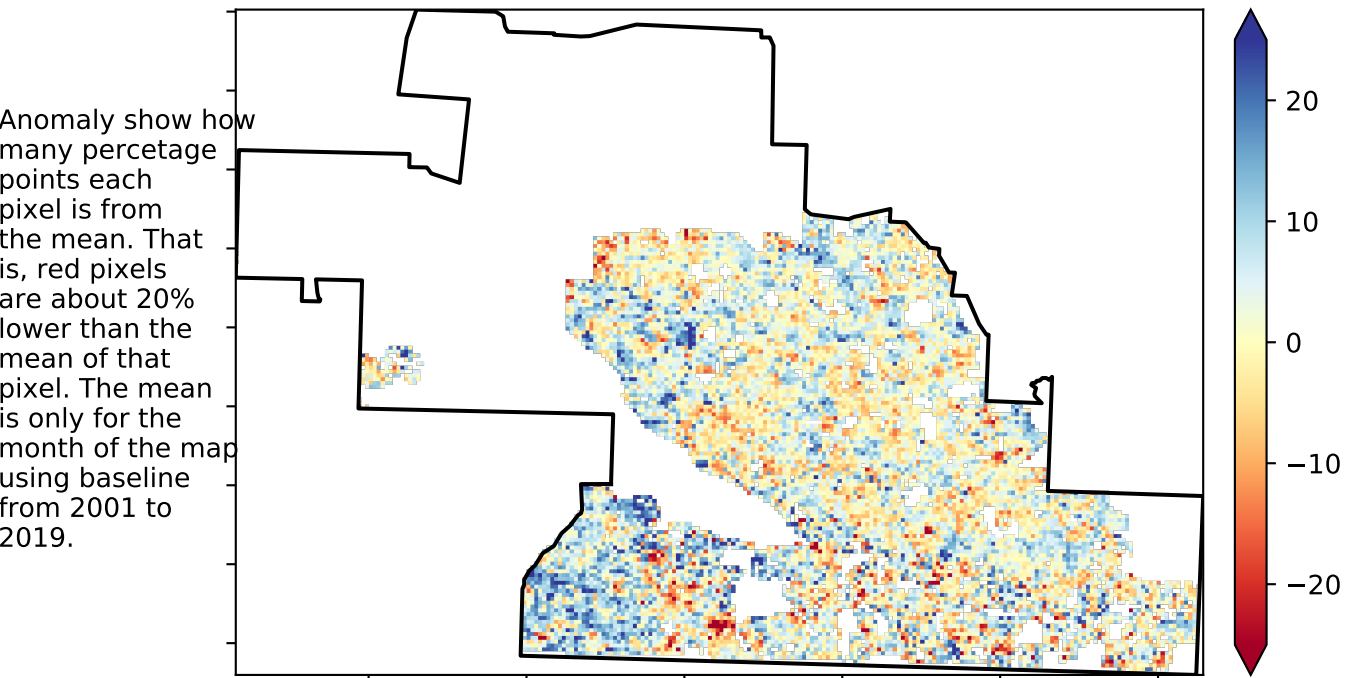 Anomaly show how
many percetage
points each
pixel is from
the mean. That
is, red pixels
are about 20%
lower than the
mean of that
pixel. The mean
is only for the
month of the map
using baseline
from 2001 to
2019.
20
10
0
−10
−20